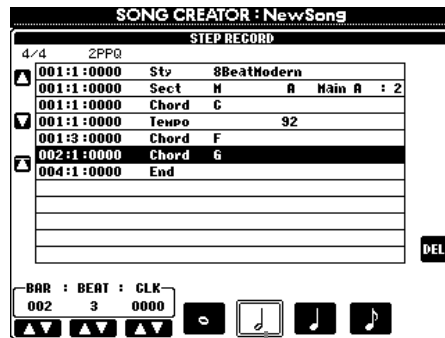 SONG CREATOR : NewSong
STEP RECORD
4/4 2PPQ
001:1:0000 Sty 8BeatModern
001:1:0000 Sect M A Main A : 2
001:1:0000 Chord C
001:1:0000 Tempo 92
001:3:0000 Chord F
002:1:0000 Chord G
004:1:0000 End
DEL
BAR : BEAT : CLK
002 3 0000